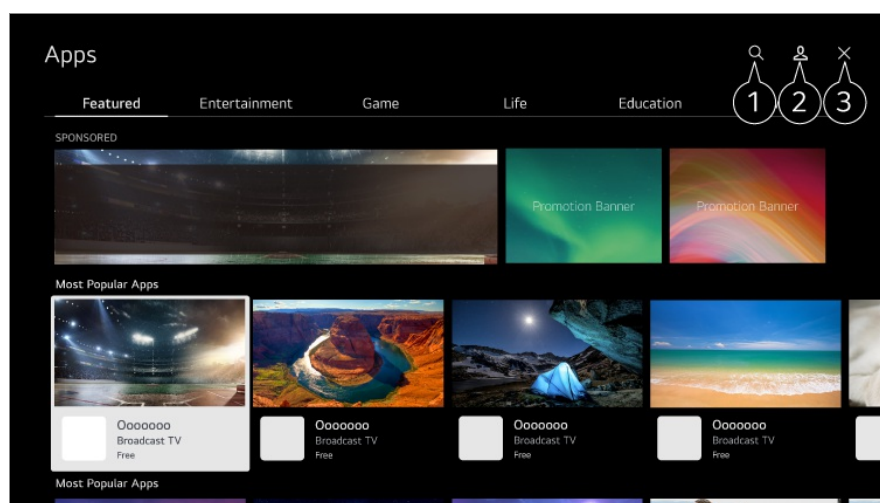 Apps
1 2 3
Featured Entertainment Game Life Education
SPONSORED
Promotion Banner
Promotion Banner
Most Popular Apps
Ooooooo
Broadcast TV
Free
Ooooooo
Broadcast TV
Free
Ooooooo
Broadcast TV
Free
Ooooooo
Broadcast TV
Free
Most Popular Apps